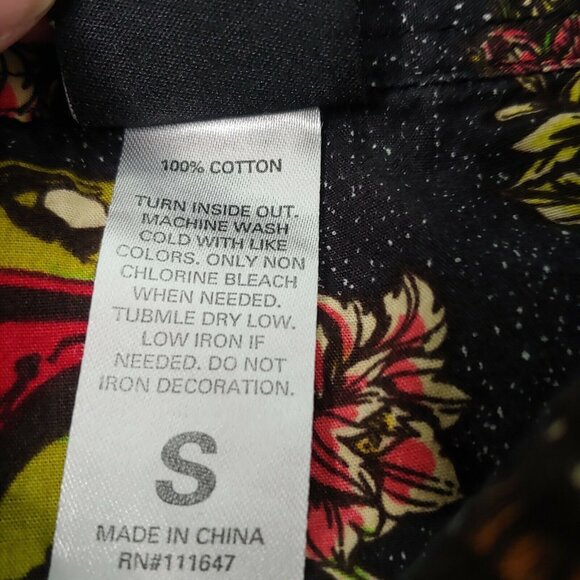 100% COTTON
TURN INSIDE OUT.
MACHINE WASH
COLD WITH LIKE
COLORS. ONLY NON
CHLORINE BLEACH
WHEN NEEDED.
TUBMLE DRY LOW.
LOW IRON IF
NEEDED. DO NOT
IRON DECORATION.
S
MADE IN CHINA
RN#111647